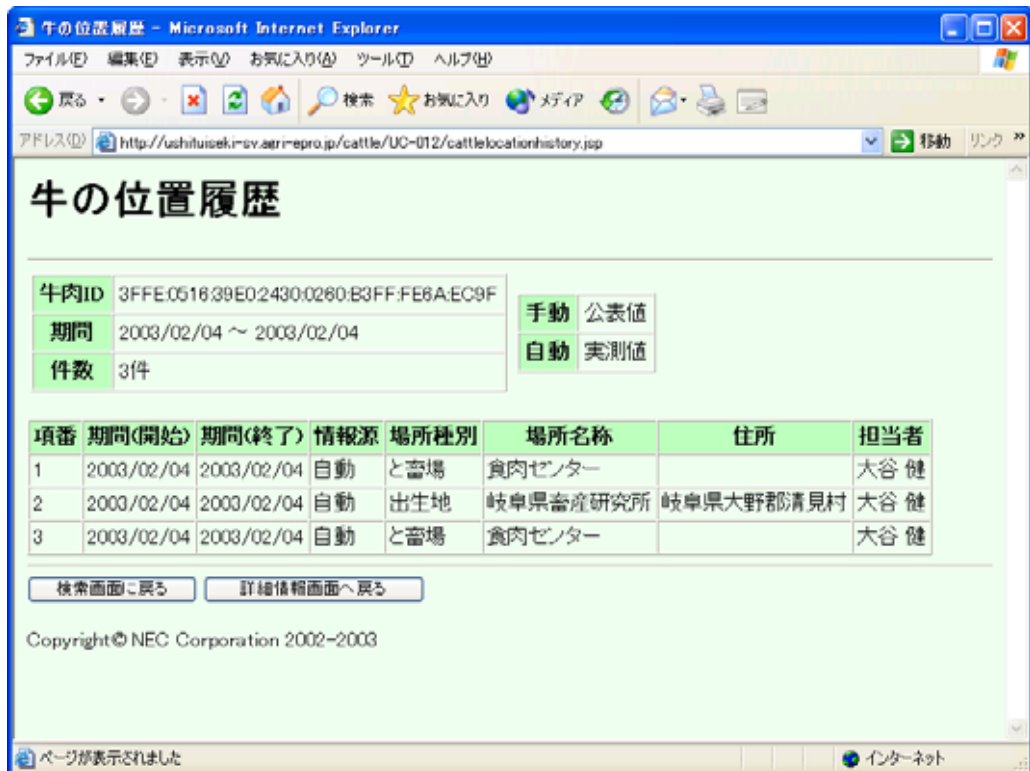 牛の位置履歴 - Microsoft Internet Explorer
ファイル(F) 編集(E) 表示(V) お気に入り(A) ツール(T) ヘルプ(H)
戻る 検索 お気に入り メディア
アドレス(D) http://ushituiseki-sv.agri-epro.jp/cattle/UC-012/cattlelocationhistory.jsp 移動 リンク »
牛の位置履歴
牛肉ID 3FFE:0516:39E0:2430:0260:B3FF:FE6A:EC9F
期間 2003/02/04 ～ 2003/02/04
件数 3件
手動 公表値
自動 実測値
項番 期間(開始) 期間(終了) 情報源 場所種別 場所名称 住所 担当者
1 2003/02/04 2003/02/04 自動 と畜場 食肉センター 大谷 健
2 2003/02/04 2003/02/04 自動 出生地 岐阜県畜産研究所 岐阜県大野郡清見村 大谷 健
3 2003/02/04 2003/02/04 自動 と畜場 食肉センター 大谷 健
検索画面に戻る 詳細情報画面へ戻る
Copyright© NEC Corporation 2002-2003
ページが表示されました インターネット